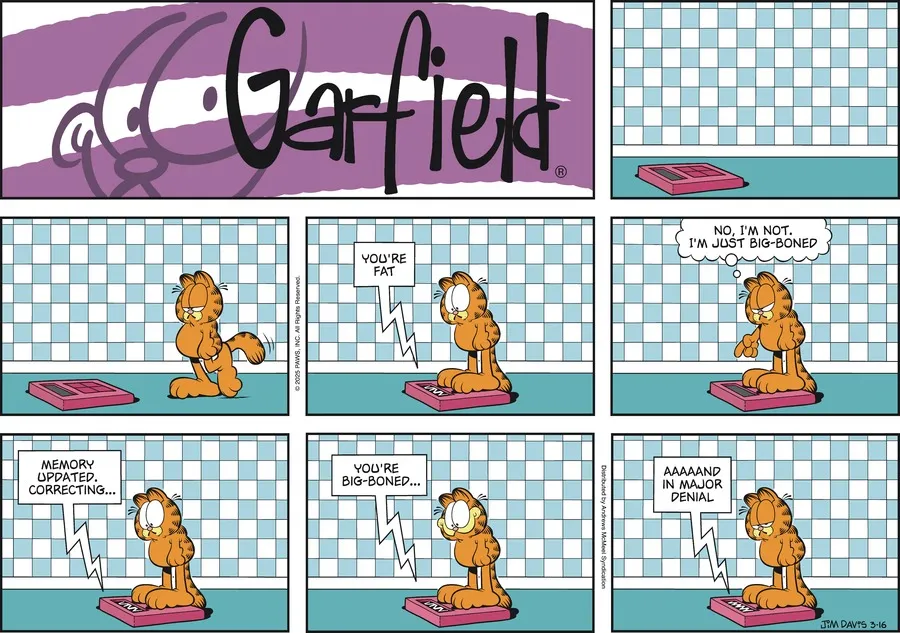 Garfield
®
© 2025 PAWS, INC. All Rights Reserved.
YOU'RE
FAT
NO, I'M NOT.
I'M JUST BIG-BONED
MEMORY
UPDATED.
CORRECTING...
YOU'RE
BIG-BONED...
Distributed by Andrews McMeel Syndication
AAAAAND
IN MAJOR
DENIAL
JIM DAVIS 3-16